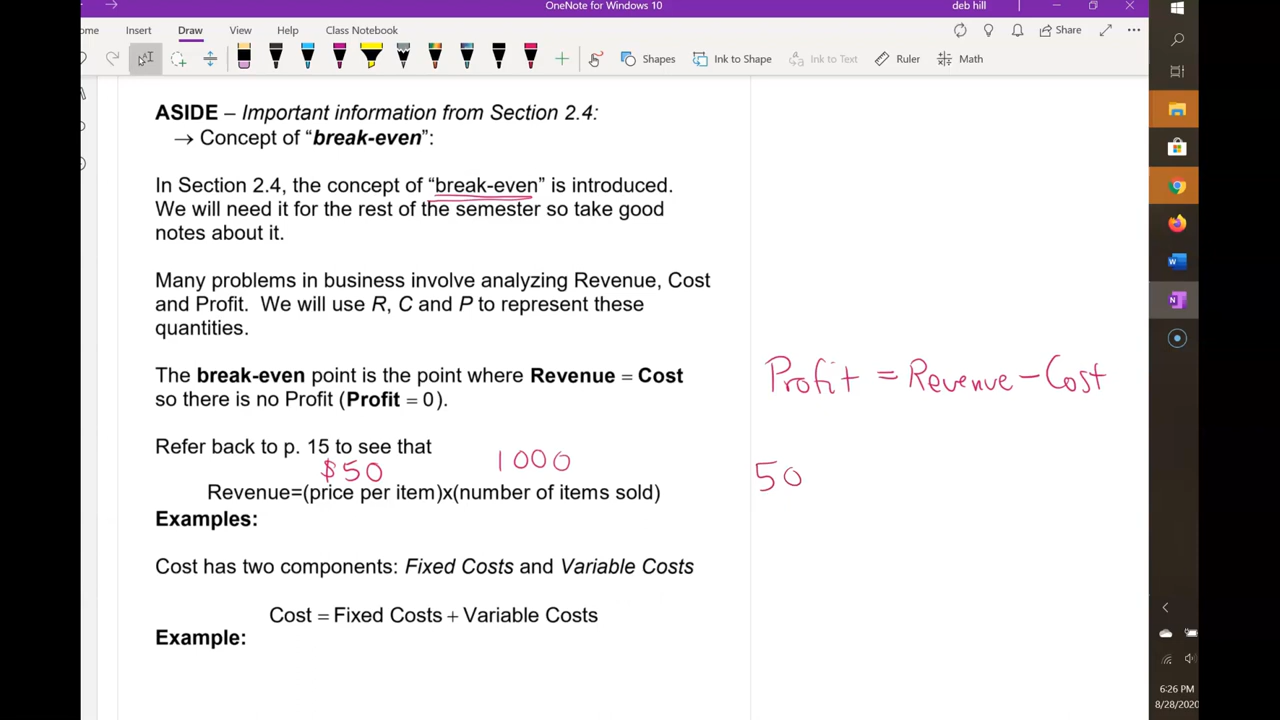 OneNote for Windows 10
deb hill
ome Insert Draw View Help Class Notebook
Share
Shapes Ink to Shape Ink to Text Ruler Math
ASIDE – Important information from Section 2.4:
→ Concept of “break-even”:
In Section 2.4, the concept of “break-even” is introduced.
We will need it for the rest of the semester so take good
notes about it.
Many problems in business involve analyzing Revenue, Cost
and Profit. We will use R, C and P to represent these
quantities.
The break-even point is the point where Revenue = Cost
so there is no Profit (Profit = 0).
Profit = Revenue - Cost
Refer back to p. 15 to see that
$50 1000
50
Revenue=(price per item)x(number of items sold)
Examples:
Cost has two components: Fixed Costs and Variable Costs
Cost = Fixed Costs + Variable Costs
Example:
6:26 PM
8/28/2020